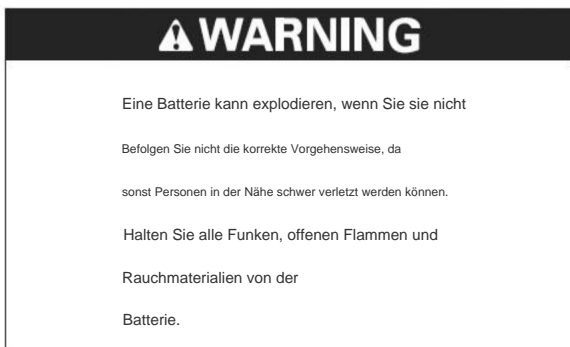 WARNING
Eine Batterie kann explodieren, wenn Sie sie nicht
Befolgen Sie nicht die korrekte Vorgehensweise, da
sonst Personen in der Nähe schwer verletzt werden können.
Halten Sie alle Funken, offenen Flammen und
Rauchmaterialien von der
Batterie.